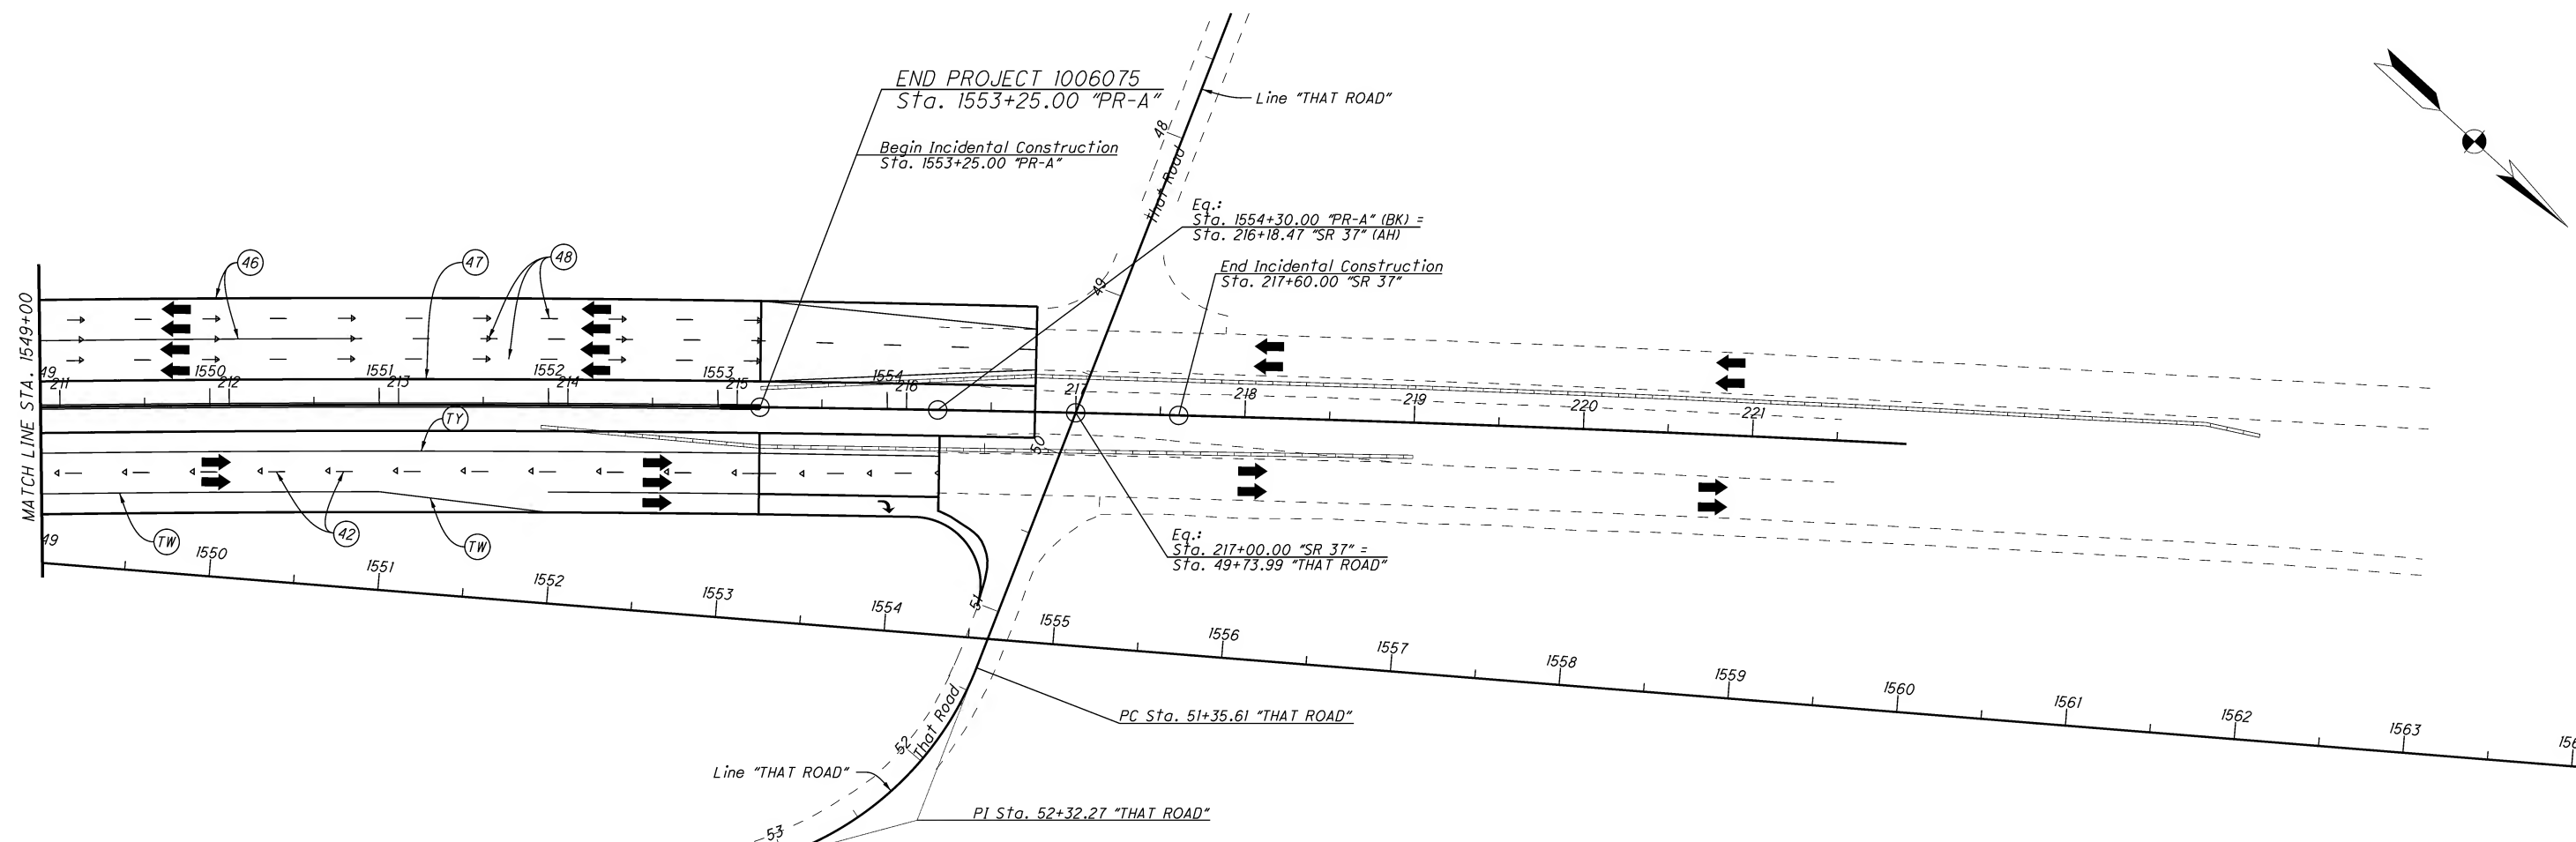 END PROJECT 1006075
Sta. 1553+25.00 "PR-A"
Begin Incidental Construction
Sta. 1553+25.00 "PR-A"
Line "THAT ROAD"
48
That Road
49
Eq.:
Sta. 1554+30.00 "PR-A" (BK) =
Sta. 216+18.47 "SR 37" (AH)
End Incidental Construction
Sta. 217+60.00 "SR 37"
46
47
48
MATCH LINE STA. 1549+00
49
1550
1551
1552
1553
1554
211
212
213
214
215
216
217
218
219
220
221
TY
50
TW
42
TW
Eq.:
Sta. 217+00.00 "SR 37" =
Sta. 49+73.99 "THAT ROAD"
49
1550
1551
1552
1553
1554
51
1555
1556
1557
1558
1559
1560
1561
1562
1563
PC Sta. 51+35.61 "THAT ROAD"
That Road
52
Line "THAT ROAD"
PI Sta. 52+32.27 "THAT ROAD"
53